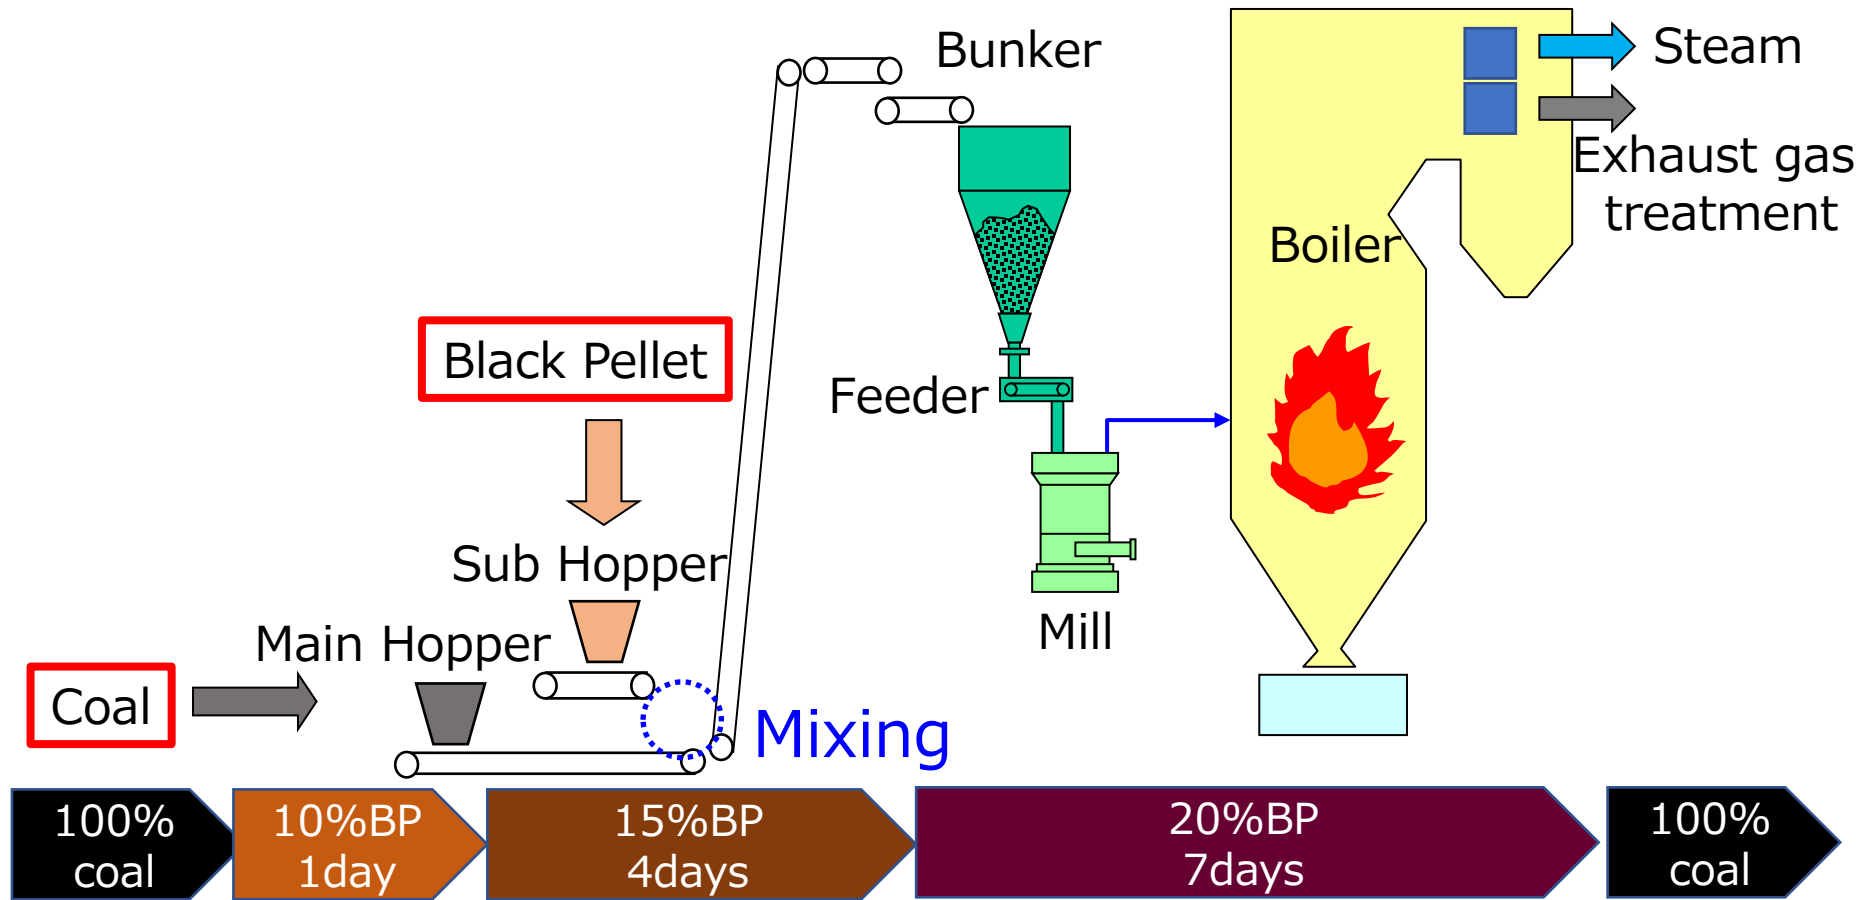 Bunker
Steam
Exhaust gas
treatment
Boiler
Black Pellet
Feeder
Sub Hopper
Main Hopper
Mill
Coal
Mixing
100%
coal
10%BP
1day
15%BP
4days
20%BP
7days
100%
coal